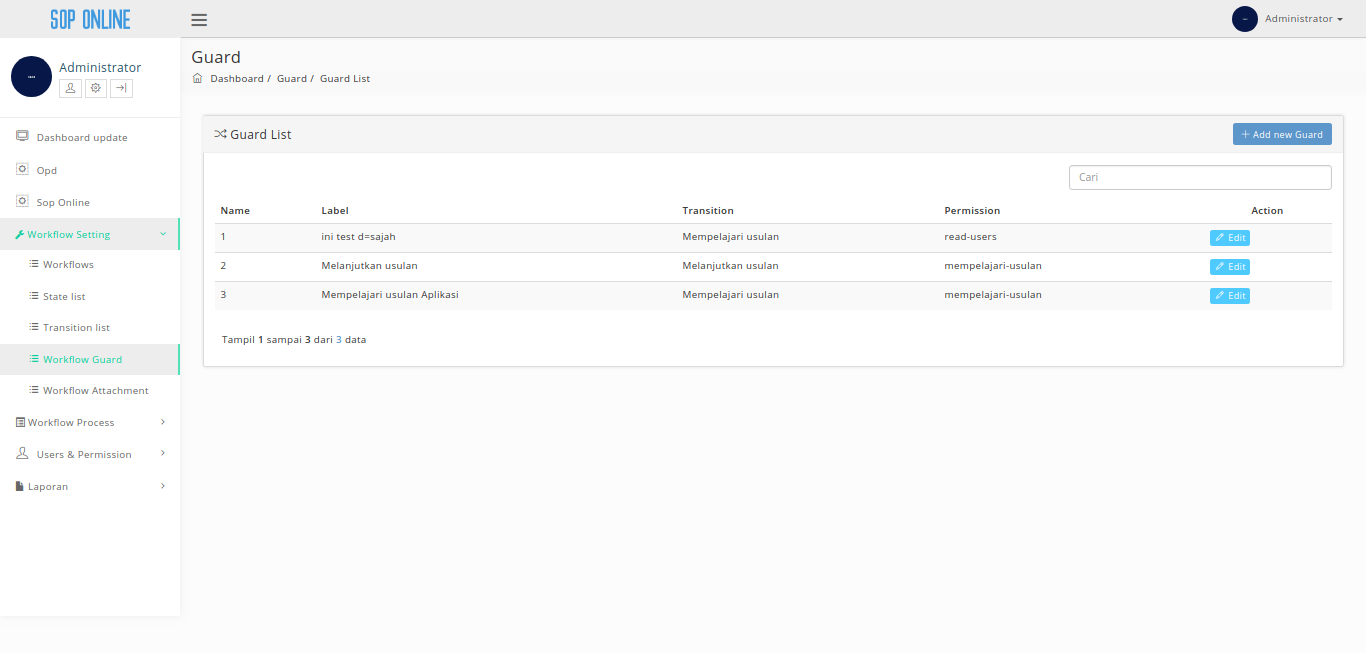 SOP ONLINE
Administrator
Administrator
Dashboard update
Opd
Sop Online
Workflow Setting
Workflows
State list
Transition list
Workflow Guard
Workflow Attachment
Workflow Process
Users & Permission
Laporan
Guard
Dashboard / Guard / Guard List
Guard List
+ Add new Guard
Cari
Name Label Transition Permission Action
1 ini test d=sajah Mempelajari usulan read-users Edit
2 Melanjutkan usulan Melanjutkan usulan mempelajari-usulan Edit
3 Mempelajari usulan Aplikasi Mempelajari usulan mempelajari-usulan Edit
Tampil 1 sampai 3 dari 3 data